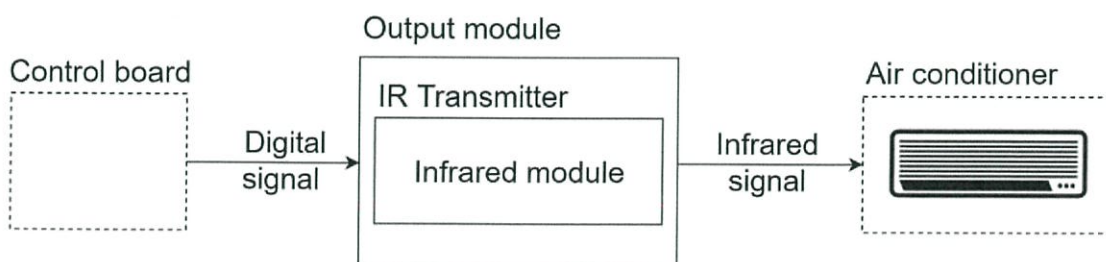 Output module
Control board
IR Transmitter
Air conditioner
Digital
signal
Infrared module
Infrared
signal